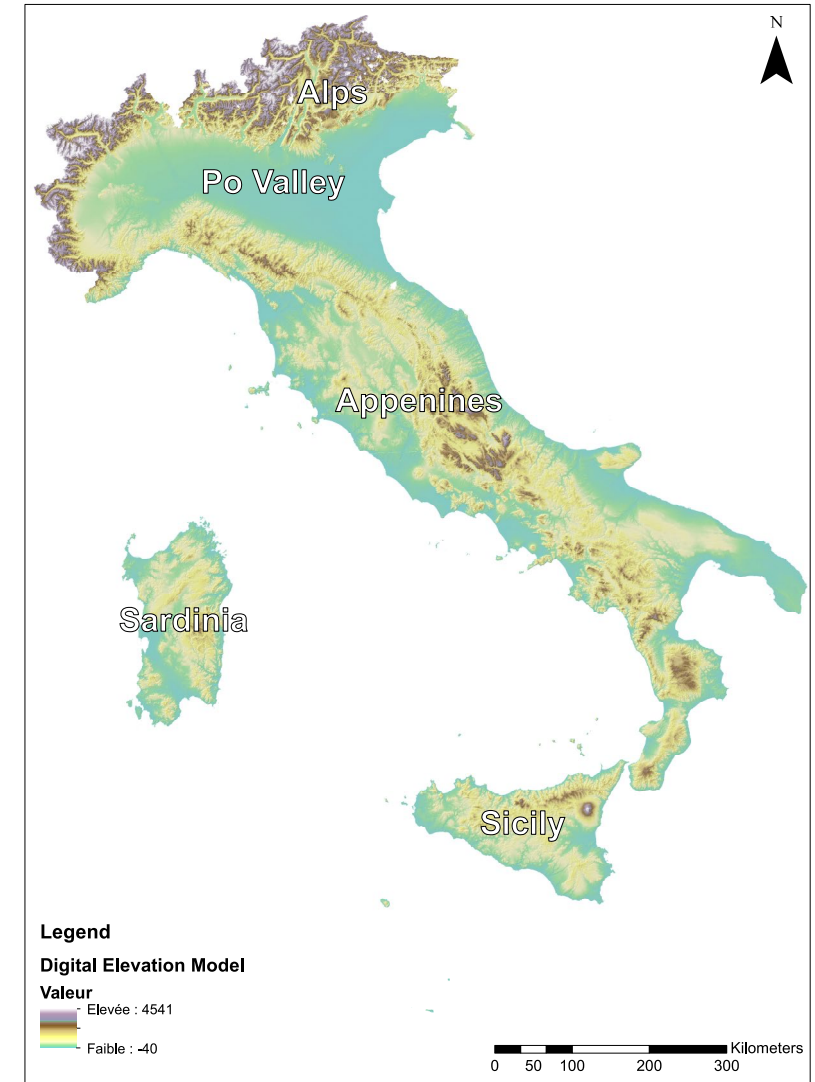 N
Alps
Po Valley
Appenines
Sardinia
Sicily
Legend
Digital Elevation Model
Valeur
Elevée : 4541
Faible : -40
Kilometers
0 50 100 200 300